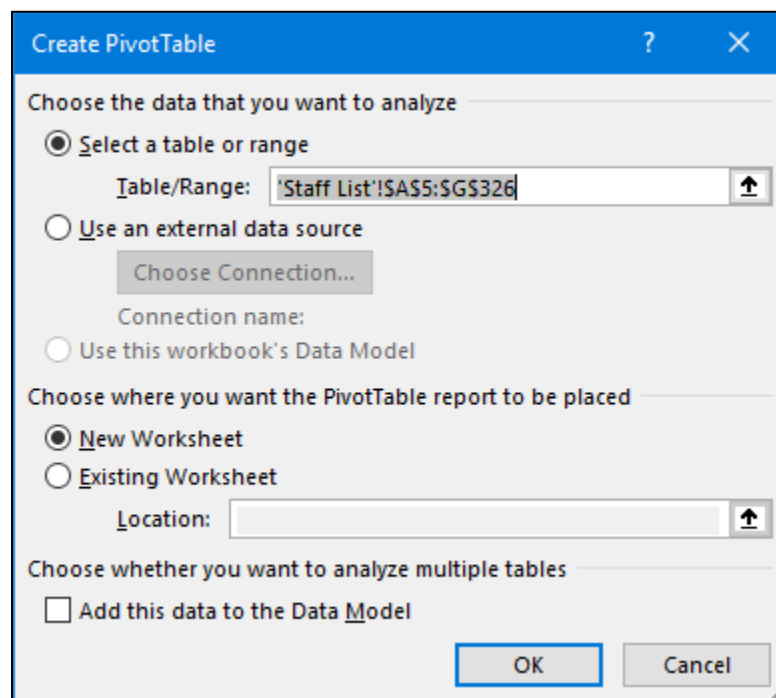 Create PivotTable ?
Choose the data that you want to analyze
Select a table or range
Table/Range: 'Staff List'!$A$5:$G$326
Use an external data source
Choose Connection...
Connection name:
Use this workbook's Data Model
Choose where you want the PivotTable report to be placed
New Worksheet
Existing Worksheet
Location:
Choose whether you want to analyze multiple tables
Add this data to the Data Model
OK Cancel